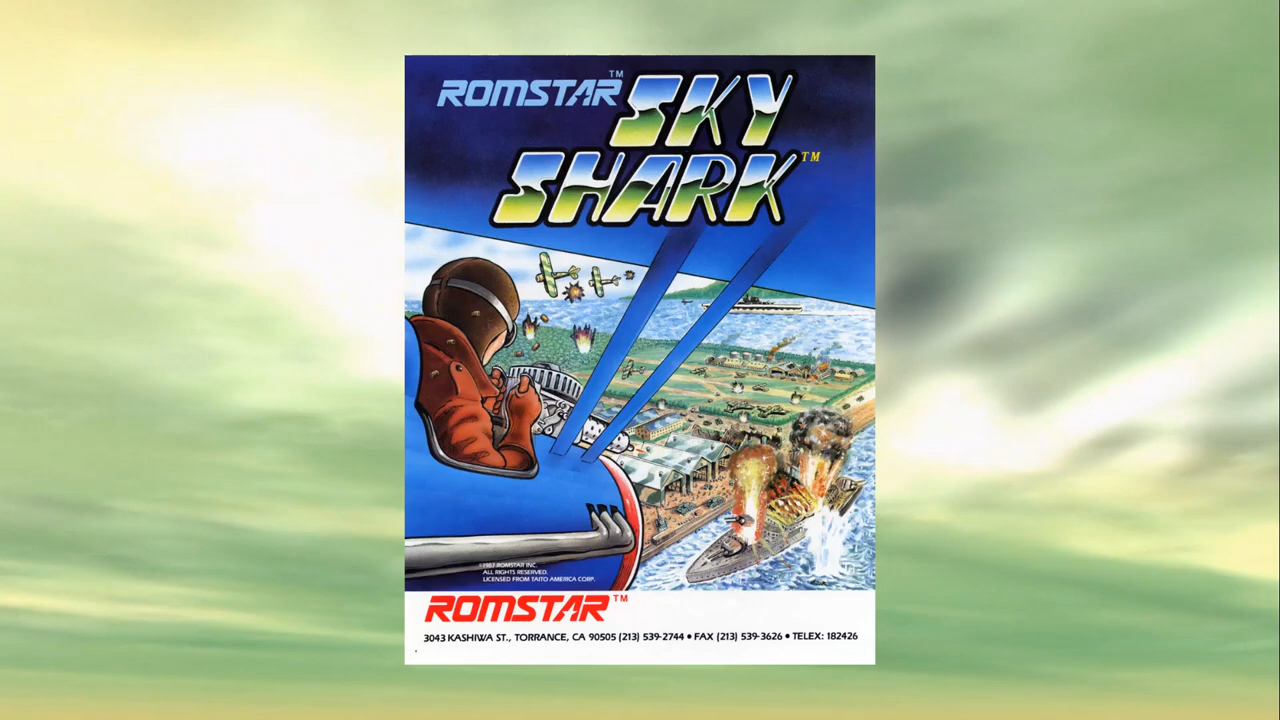 ROMSTAR™ SKY
SHARK™
©1987 ROMSTAR INC.
ALL RIGHTS RESERVED.
LICENSED FROM TAITO AMERICA CORP.
ROMSTAR™
3043 KASHIWA ST., TORRANCE, CA 90505 (213) 539-2744 • FAX (213) 539-3626 • TELEX: 182426